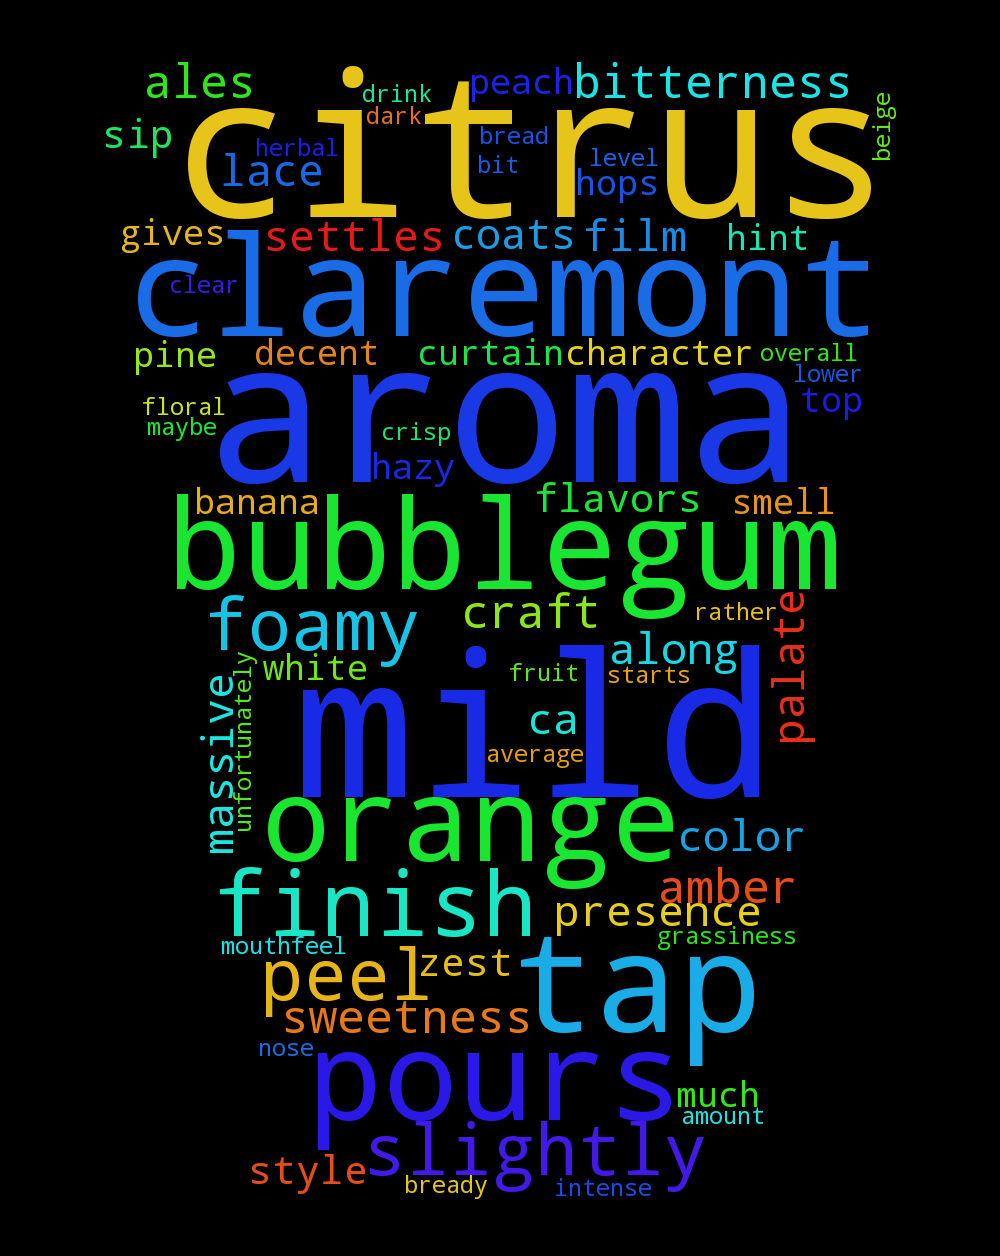 ales
drink
peach
bitterness
citrus
dark
beige
sip
herbal
bread
bit
level
lace
hops
gives
settles
coats
film
hint
claremont
clear
pine
decent
curtain
character
overall
lower
aroma
top
floral
maybe
crisp
hazy
banana
flavors
smell
bubblegum
foamy
craft
rather
palate
along
white
fruit
starts
massive
unfortunately
mild
ca
average
orange
color
finish
amber
presence
grassiness
mouthfeel
peel
zest
tap
sweetness
nose
pours
much
amount
slightly
style
bready
intense